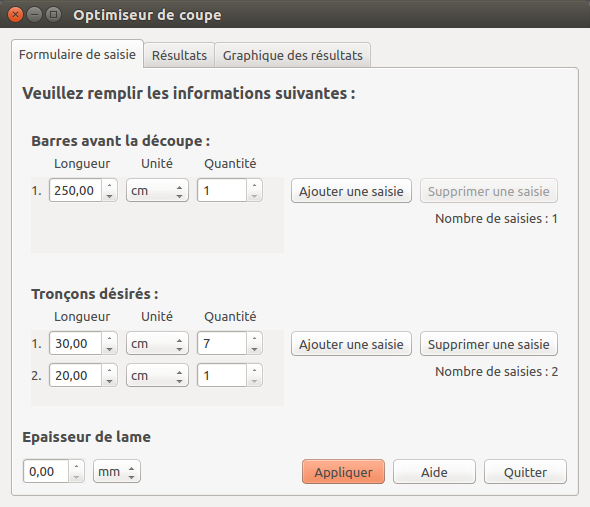 Optimiseur de coupe
Formulaire de saisie Résultats Graphique des résultats
Veuillez remplir les informations suivantes :
Barres avant la découpe :
Longueur Unité Quantité
1. 250,00 cm 1 Ajouter une saisie Supprimer une saisie
Nombre de saisies : 1
Tronçons désirés :
Longueur Unité Quantité
1. 30,00 cm 7 Ajouter une saisie Supprimer une saisie
Nombre de saisies : 2
2. 20,00 cm 1
Epaisseur de lame
0,00 mm Appliquer Aide Quitter